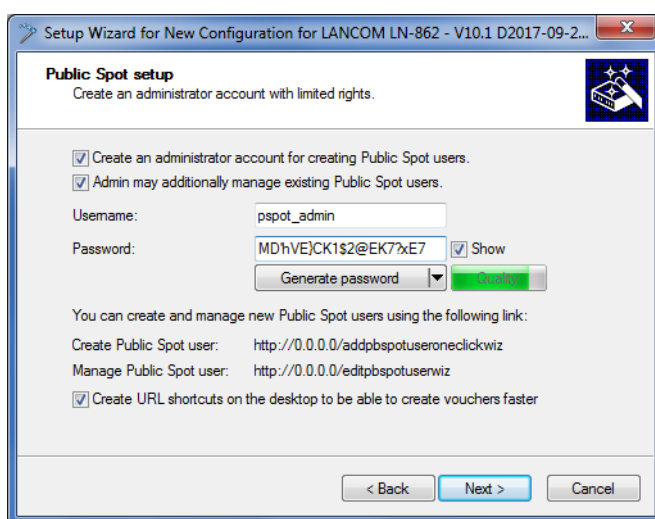 Setup Wizard for New Configuration for LANCOM LN-862 - V10.1 D2017-09-2...
Public Spot setup
Create an administrator account with limited rights.
Create an administrator account for creating Public Spot users.
Admin may additionally manage existing Public Spot users.
Username: pspot_admin
Password: MD'hVE}CK1$2@EK7?xE7 Show
Generate password Quality
You can create and manage new Public Spot users using the following link:
Create Public Spot user: http://0.0.0.0/addpbspotuseroneclickwiz
Manage Public Spot user: http://0.0.0.0/editpbspotuserwiz
Create URL shortcuts on the desktop to be able to create vouchers faster
< Back Next > Cancel